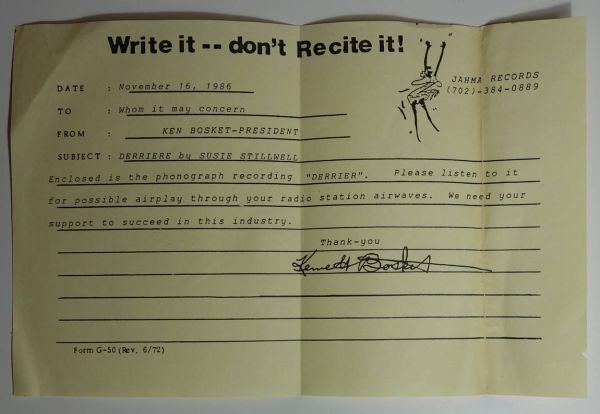 Write it -- don't Recite it!
JAHMA RECORDS
(702)-384-0889
DATE : November 16, 1986
TO : Whom it may concern
FROM : KEN BOSKET-PRESIDENT
SUBJECT : DERRIERE by SUSIE STILLWELL
Enclosed is the phonograph recording "DERRIER". Please listen to it
for possible airplay through your radio station airwaves. We need your
support to succeed in this industry.
Thank-you
Kenneth Bosket
Form G-50 (Rev. 6/72)